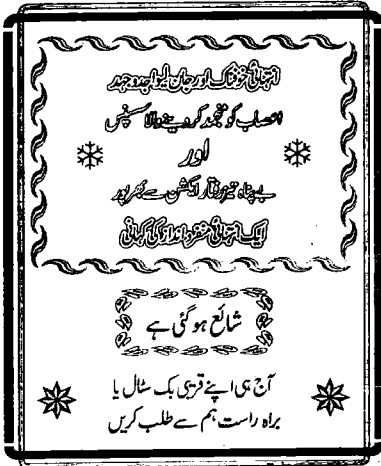 انتہائی خوفناک اور جان لیوا جدوجہد
اعصاب کو منجمد کر دینے والا سسپنس
اور
بے پناہ تیز رفتار ایکشن سے بھرپور
ایک انتہائی منفرد انداز کی کہانی
شائع ہو گئی ہے
آج ہی اپنے قریبی بک سٹال یا
براہ راست ہم سے طلب کریں